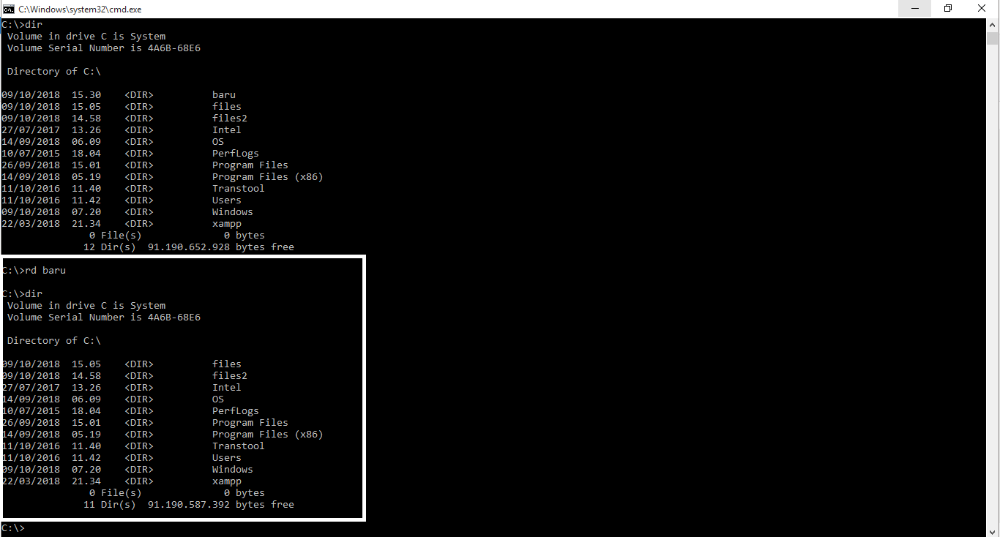 C:\Windows\system32\cmd.exe
C:\>dir
 Volume in drive C is System
 Volume Serial Number is 4A6B-68E6

 Directory of C:\

09/10/2018  15.30    <DIR>          baru
09/10/2018  15.05    <DIR>          files
09/10/2018  14.58    <DIR>          files2
27/07/2017  13.26    <DIR>          Intel
14/09/2018  06.09    <DIR>          OS
10/07/2015  18.04    <DIR>          PerfLogs
26/09/2018  15.01    <DIR>          Program Files
14/09/2018  05.19    <DIR>          Program Files (x86)
11/10/2016  11.40    <DIR>          Transtool
11/10/2016  11.42    <DIR>          Users
09/10/2018  07.20    <DIR>          Windows
22/03/2018  21.34    <DIR>          xampp
               0 File(s)              0 bytes
              12 Dir(s)  91.190.652.928 bytes free

C:\>rd baru

C:\>dir
 Volume in drive C is System
 Volume Serial Number is 4A6B-68E6

 Directory of C:\

09/10/2018  15.05    <DIR>          files
09/10/2018  14.58    <DIR>          files2
27/07/2017  13.26    <DIR>          Intel
14/09/2018  06.09    <DIR>          OS
10/07/2015  18.04    <DIR>          PerfLogs
26/09/2018  15.01    <DIR>          Program Files
14/09/2018  05.19    <DIR>          Program Files (x86)
11/10/2016  11.40    <DIR>          Transtool
11/10/2016  11.42    <DIR>          Users
09/10/2018  07.20    <DIR>          Windows
22/03/2018  21.34    <DIR>          xampp
               0 File(s)              0 bytes
              11 Dir(s)  91.190.587.392 bytes free

C:\>